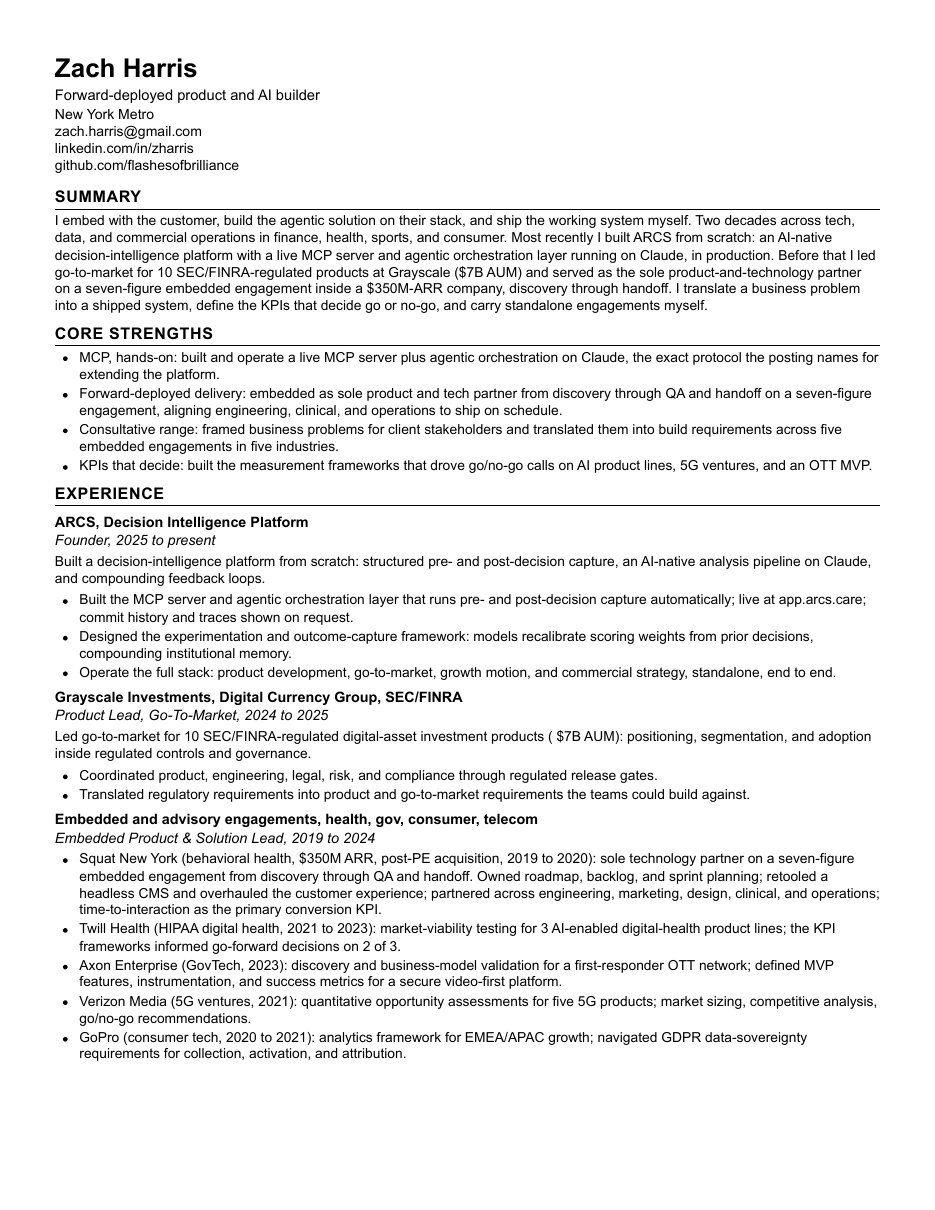 Zach Harris
Forward-deployed product and AI builder
New York Metro
zach.harris@gmail.com
linkedin.com/in/zharris
github.com/flashesofbrilliance
SUMMARY
I embed with the customer, build the agentic solution on their stack, and ship the working system myself. Two decades across tech,
data, and commercial operations in finance, health, sports, and consumer. Most recently I built ARCS from scratch: an AI-native
decision-intelligence platform with a live MCP server and agentic orchestration layer running on Claude, in production. Before that I led
go-to-market for 10 SEC/FINRA-regulated products at Grayscale ($7B AUM) and served as the sole product-and-technology partner
on a seven-figure embedded engagement inside a $350M-ARR company, discovery through handoff. I translate a business problem
into a shipped system, define the KPIs that decide go or no-go, and carry standalone engagements myself.
CORE STRENGTHS
• MCP, hands-on: built and operate a live MCP server plus agentic orchestration on Claude, the exact protocol the posting names for
extending the platform.
• Forward-deployed delivery: embedded as sole product and tech partner from discovery through QA and handoff on a seven-figure
engagement, aligning engineering, clinical, and operations to ship on schedule.
• Consultative range: framed business problems for client stakeholders and translated them into build requirements across five
embedded engagements in five industries.
• KPIs that decide: built the measurement frameworks that drove go/no-go calls on AI product lines, 5G ventures, and an OTT MVP.
EXPERIENCE
ARCS, Decision Intelligence Platform
Founder, 2025 to present
Built a decision-intelligence platform from scratch: structured pre- and post-decision capture, an AI-native analysis pipeline on Claude,
and compounding feedback loops.
• Built the MCP server and agentic orchestration layer that runs pre- and post-decision capture automatically; live at app.arcs.care;
commit history and traces shown on request.
• Designed the experimentation and outcome-capture framework: models recalibrate scoring weights from prior decisions,
compounding institutional memory.
• Operate the full stack: product development, go-to-market, growth motion, and commercial strategy, standalone, end to end.
Grayscale Investments, Digital Currency Group, SEC/FINRA
Product Lead, Go-To-Market, 2024 to 2025
Led go-to-market for 10 SEC/FINRA-regulated digital-asset investment products ( $7B AUM): positioning, segmentation, and adoption
inside regulated controls and governance.
• Coordinated product, engineering, legal, risk, and compliance through regulated release gates.
• Translated regulatory requirements into product and go-to-market requirements the teams could build against.
Embedded and advisory engagements, health, gov, consumer, telecom
Embedded Product & Solution Lead, 2019 to 2024
• Squat New York (behavioral health, $350M ARR, post-PE acquisition, 2019 to 2020): sole technology partner on a seven-figure
embedded engagement from discovery through QA and handoff. Owned roadmap, backlog, and sprint planning; retooled a
headless CMS and overhauled the customer experience; partnered across engineering, marketing, design, clinical, and operations;
time-to-interaction as the primary conversion KPI.
• Twill Health (HIPAA digital health, 2021 to 2023): market-viability testing for 3 AI-enabled digital-health product lines; the KPI
frameworks informed go-forward decisions on 2 of 3.
• Axon Enterprise (GovTech, 2023): discovery and business-model validation for a first-responder OTT network; defined MVP
features, instrumentation, and success metrics for a secure video-first platform.
• Verizon Media (5G ventures, 2021): quantitative opportunity assessments for five 5G products; market sizing, competitive analysis,
go/no-go recommendations.
• GoPro (consumer tech, 2020 to 2021): analytics framework for EMEA/APAC growth; navigated GDPR data-sovereignty
requirements for collection, activation, and attribution.